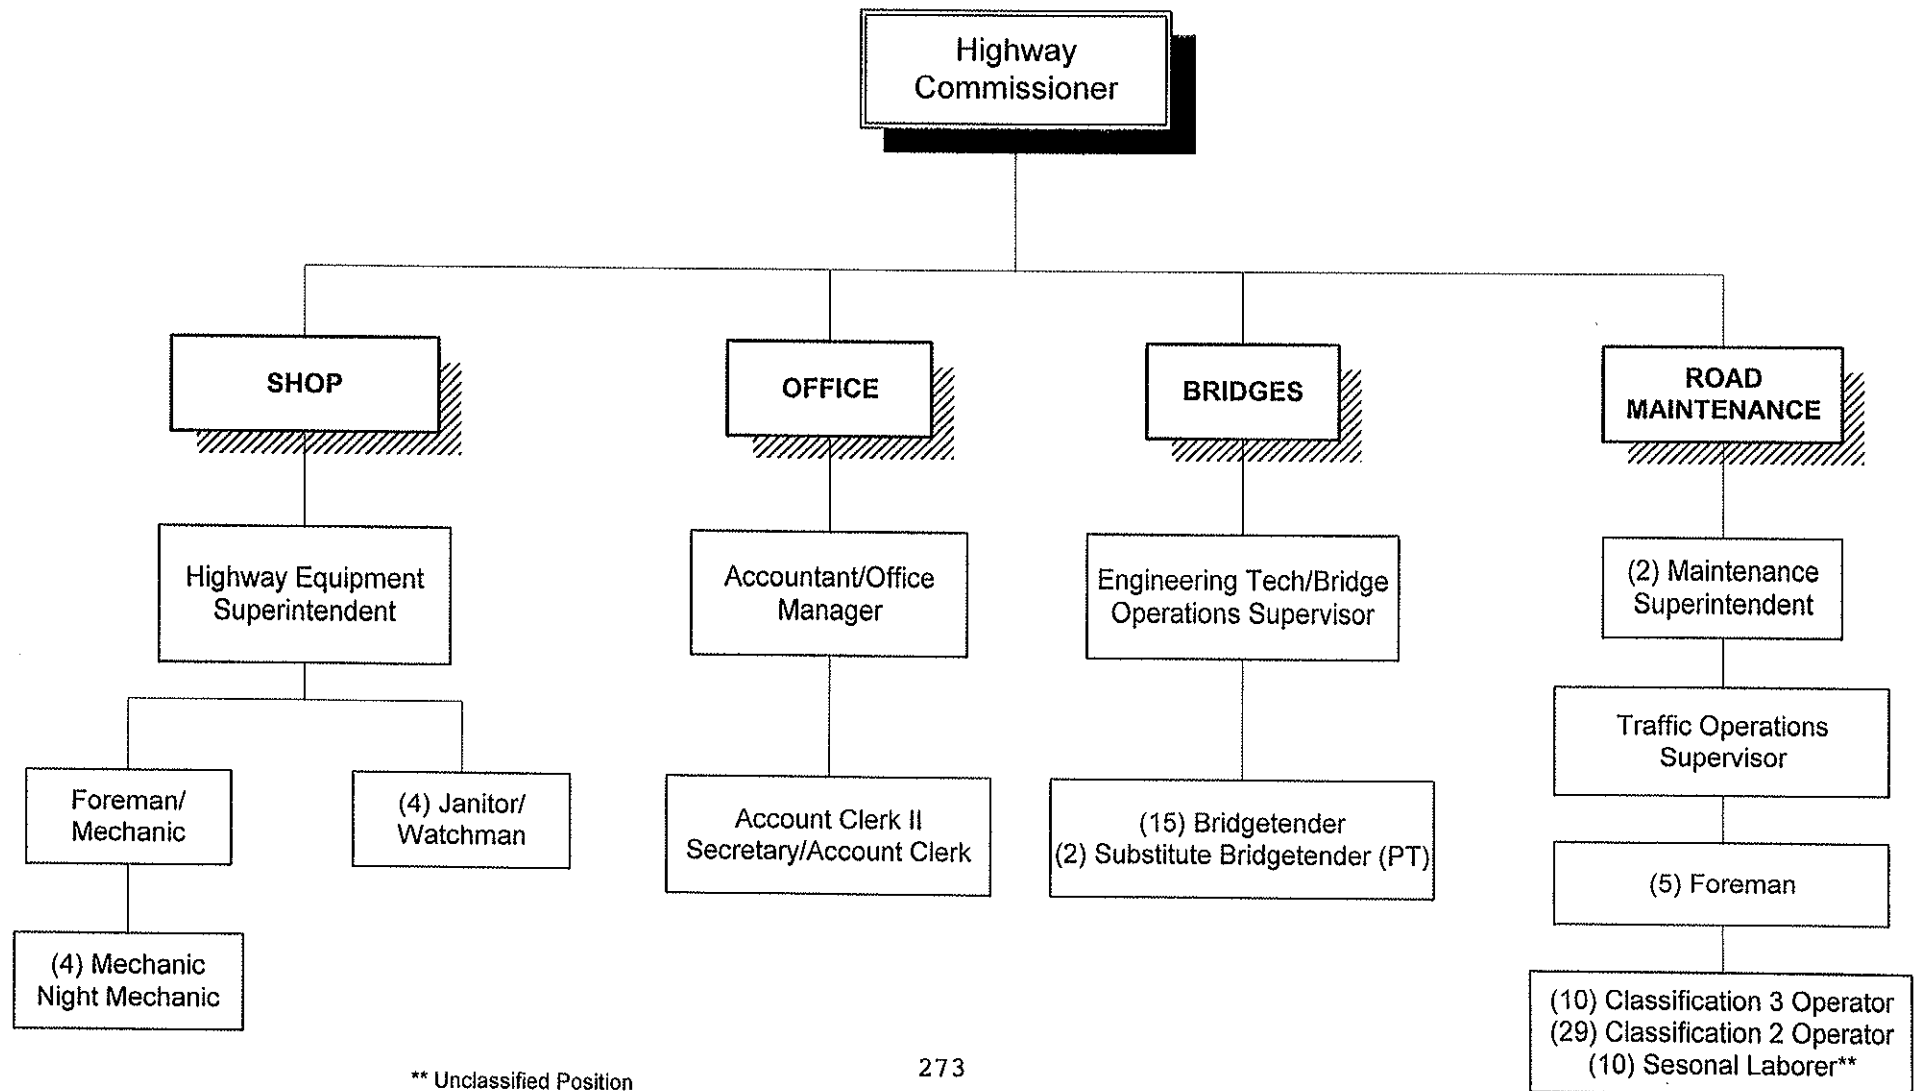 Highway
Commissioner
SHOP
OFFICE
BRIDGES
ROAD
MAINTENANCE
Highway Equipment
Superintendent
Accountant/Office
Manager
Engineering Tech/Bridge
Operations Supervisor
(2) Maintenance
Superintendent
Traffic Operations
Supervisor
Foreman/
Mechanic
(4) Janitor/
Watchman
Account Clerk II
Secretary/Account Clerk
(15) Bridgetender
(2) Substitute Bridgetender (PT)
(5) Foreman
(4) Mechanic
Night Mechanic
(10) Classification 3 Operator
(29) Classification 2 Operator
(10) Sesonal Laborer**
** Unclassified Position
273